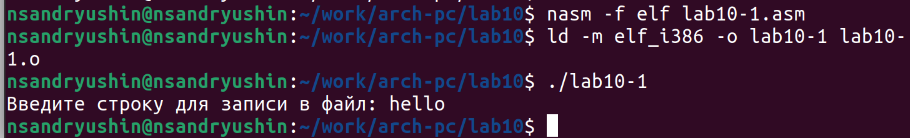 nsandryushin@nsandryushin:~/work/arch-pc/lab10$ nasm -f elf lab10-1.asm
nsandryushin@nsandryushin:~/work/arch-pc/lab10$ ld -m elf_i386 -o lab10-1 lab10-
1.o
nsandryushin@nsandryushin:~/work/arch-pc/lab10$ ./lab10-1
Введите строку для записи в файл: hello
nsandryushin@nsandryushin:~/work/arch-pc/lab10$